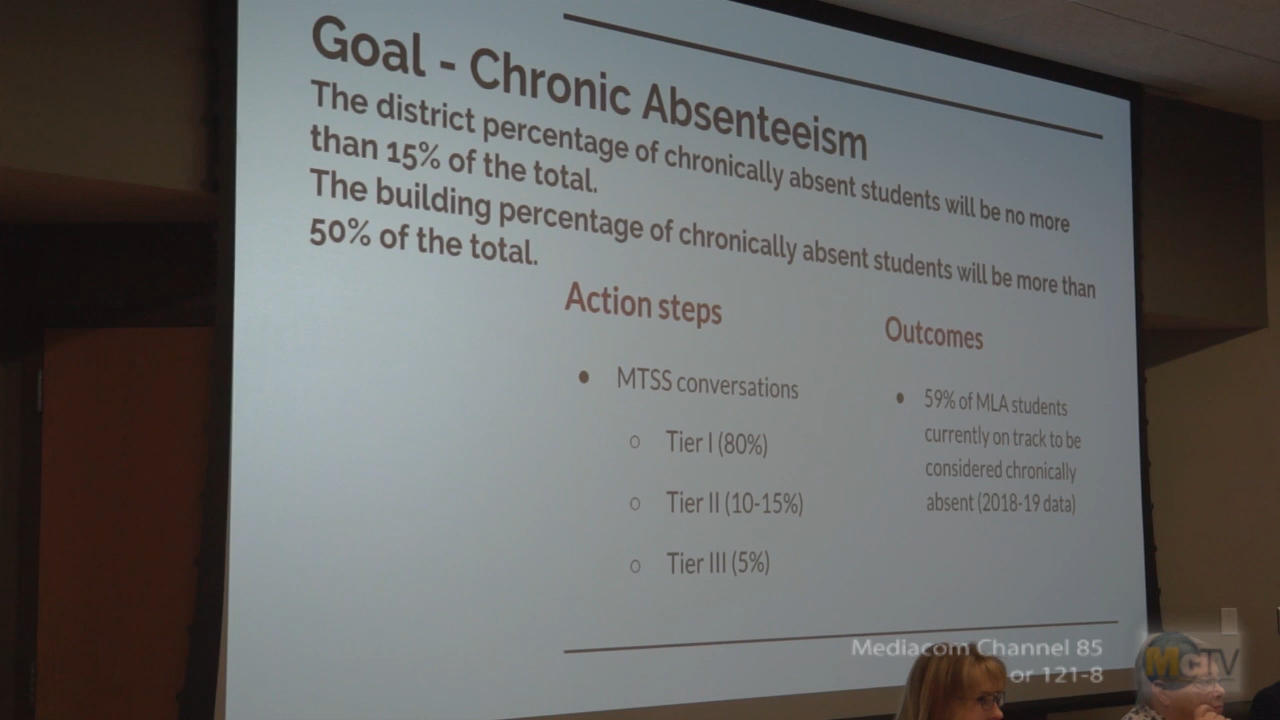 Goal - Chronic Absenteeism
The district percentage of chronically absent students will be no more
than 15% of the total.
The building percentage of chronically absent students will be more than
50% of the total.
Action steps
● MTSS conversations
○ Tier I (80%)
○ Tier II (10-15%)
○ Tier III (5%)
Outcomes
● 59% of MLA students
currently on track to be
considered chronically
absent (2018-19 data)
Mediacom Channel 85
or 121-8
MCTV